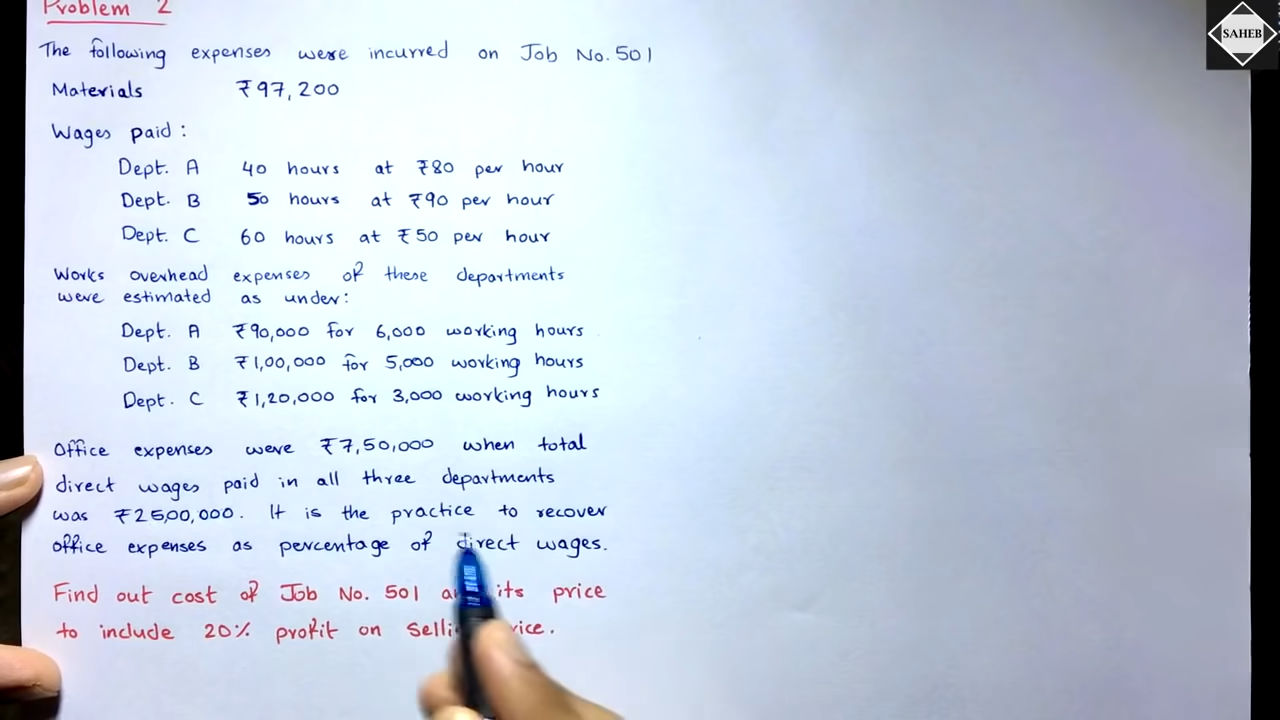 Problem 2
SAHEB
The following expenses were incurred on Job No. 501
Materials ₹97,200
Wages paid:
Dept. A 40 hours at ₹80 per hour
Dept. B 50 hours at ₹90 per hour
Dept. C 60 hours at ₹50 per hour
Works overhead expenses of these departments
were estimated as under:
Dept. A ₹90,000 for 6,000 working hours
Dept. B ₹1,00,000 for 5,000 working hours
Dept. C ₹1,20,000 for 3,000 working hours
Office expenses were ₹7,50,000 when total
direct wages paid in all three departments
was ₹25,00,000. It is the practice to recover
office expenses as percentage of direct wages.
Find out cost of Job No. 501 its price
to include 20% profit on